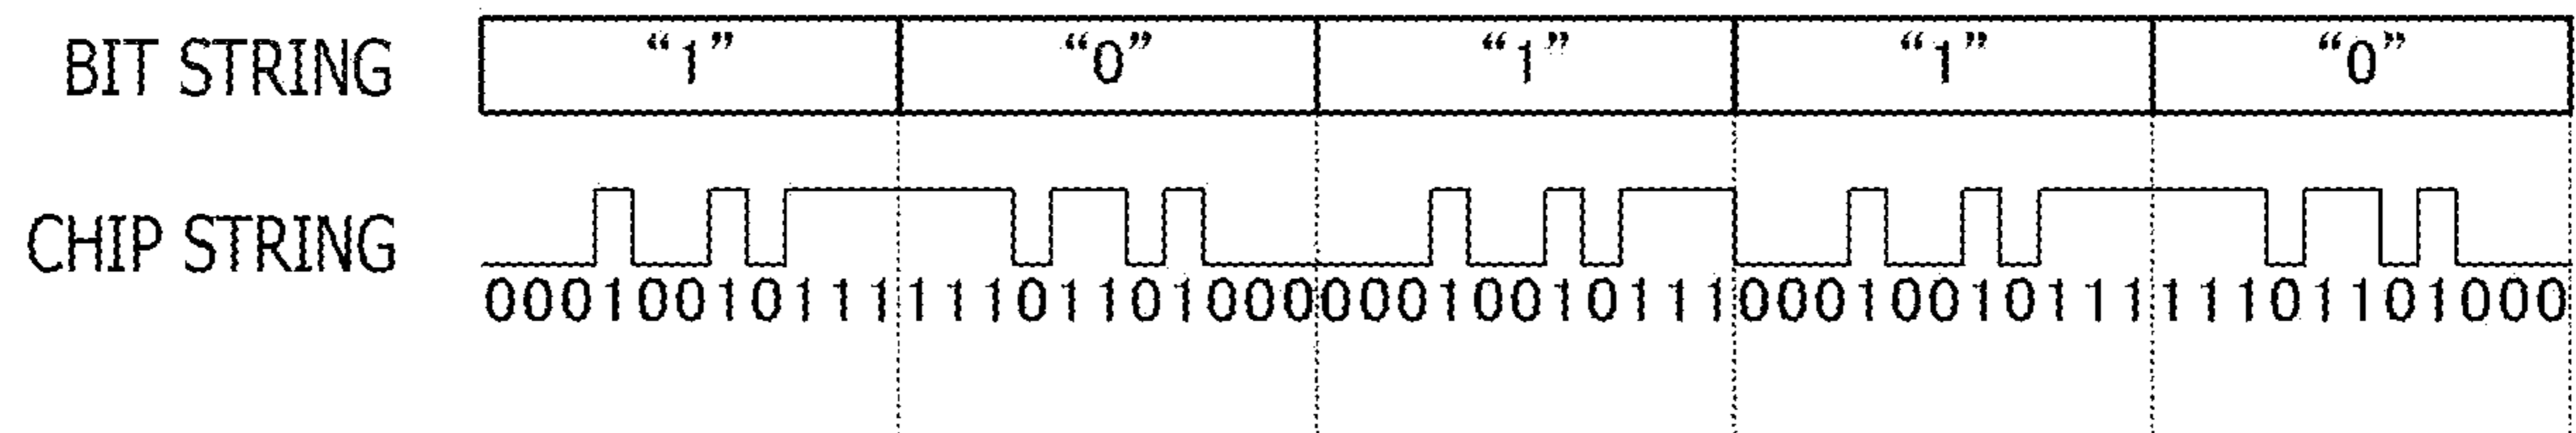 BIT STRING “1” “0” “1” “1” “0”
CHIP STRING
0001001011111101101000000100101110001001011111101101000